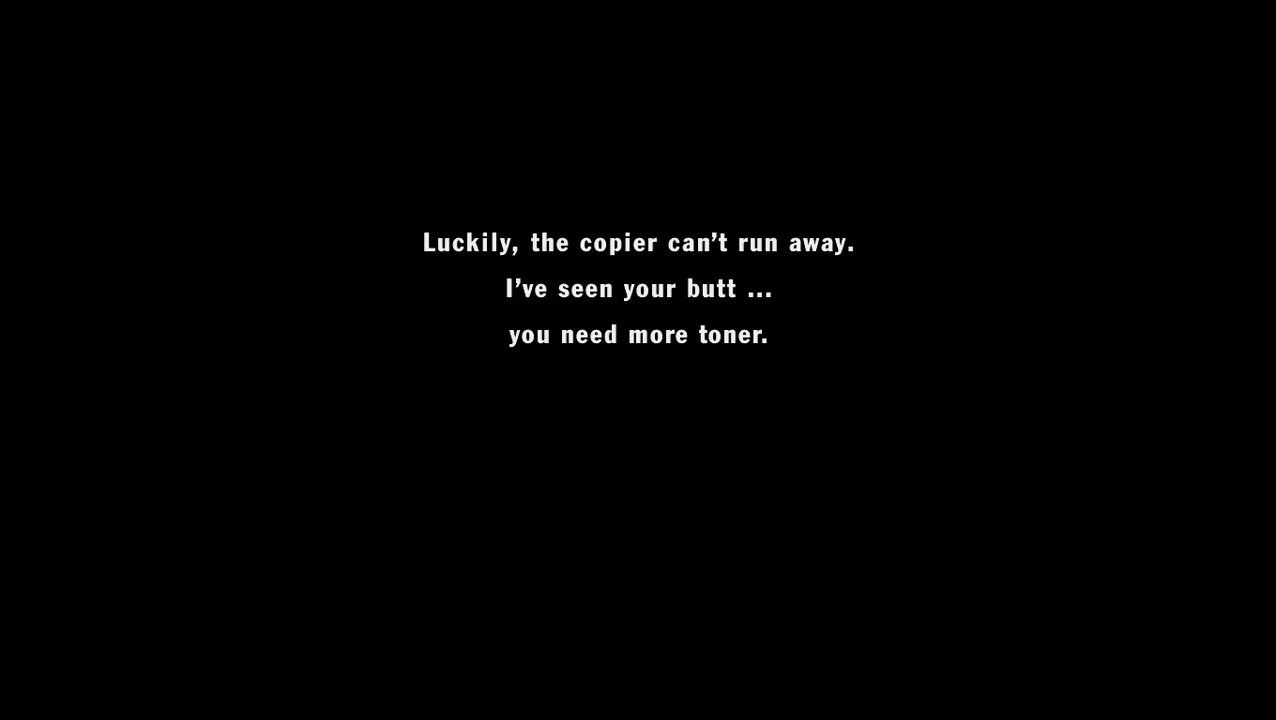 Luckily, the copier can’t run away.
I’ve seen your butt ...
you need more toner.